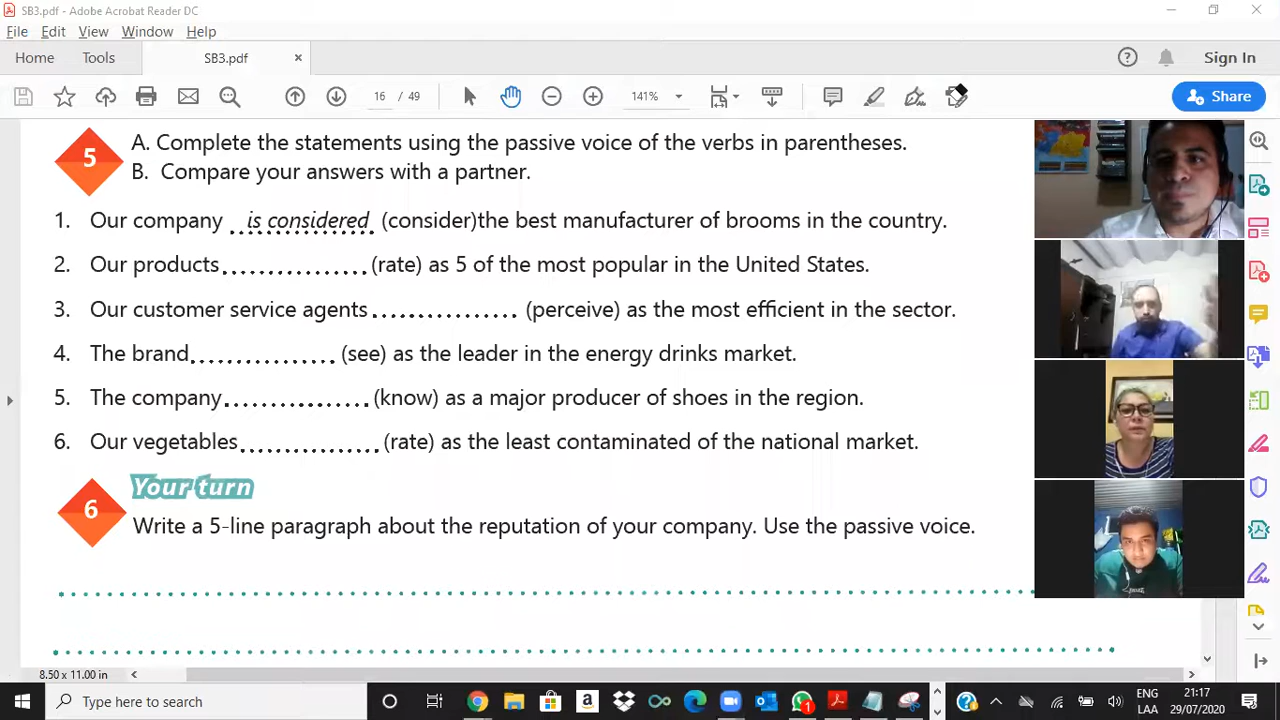 SB3.pdf - Adobe Acrobat Reader DC
File Edit View Window Help
Home Tools SB3.pdf × Sign In
16 / 49 141% Share
5 A. Complete the statements using the passive voice of the verbs in parentheses.
B. Compare your answers with a partner.
1. Our company is considered (consider)the best manufacturer of brooms in the country.
2. Our products................ (rate) as 5 of the most popular in the United States.
3. Our customer service agents................ (perceive) as the most efficient in the sector.
4. The brand................ (see) as the leader in the energy drinks market.
5. The company................ (know) as a major producer of shoes in the region.
6. Our vegetables................ (rate) as the least contaminated of the national market.
6 Your turn
Write a 5-line paragraph about the reputation of your company. Use the passive voice.
8.50 x 11.00 in
Type here to search
1
ENG 21:17
LAA 29/07/2020